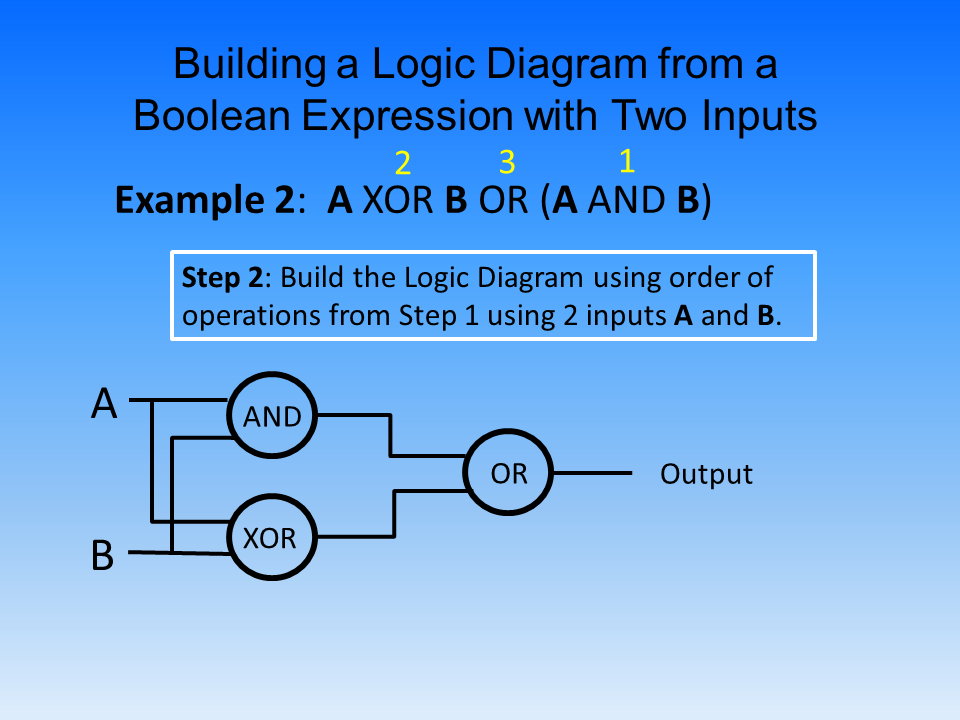 Building a Logic Diagram from a
Boolean Expression with Two Inputs
2 3 1
Example 2: A XOR B OR (A AND B)
Step 2: Build the Logic Diagram using order of
operations from Step 1 using 2 inputs A and B.
A
AND
OR
Output
XOR
B